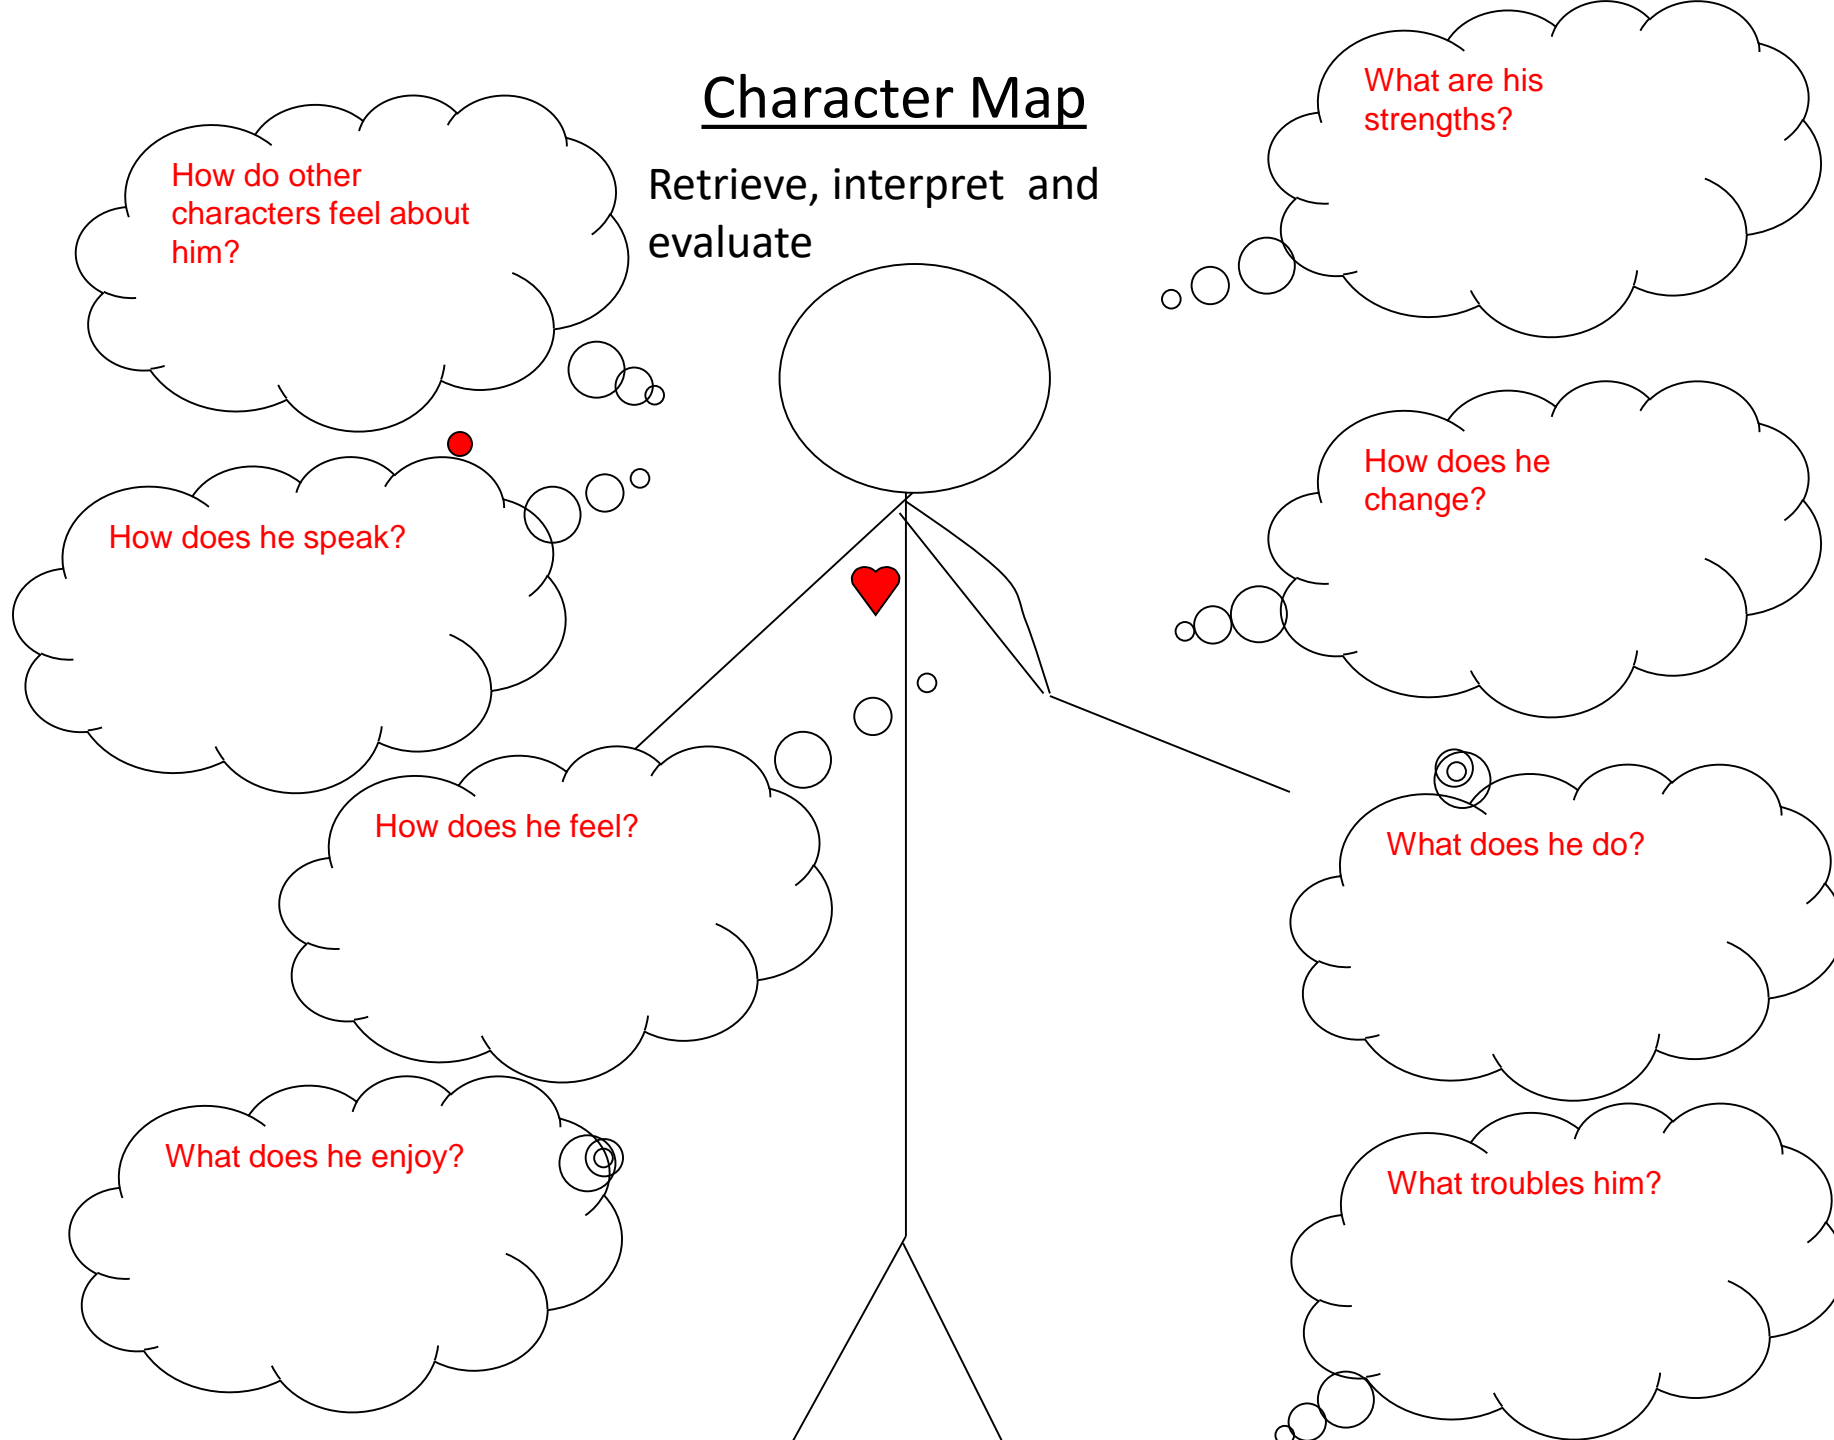 Character Map
Retrieve, interpret and
evaluate
How do other
characters feel about
him?
How does he speak?
How does he feel?
What does he enjoy?
What are his
strengths?
How does he
change?
What does he do?
What troubles him?